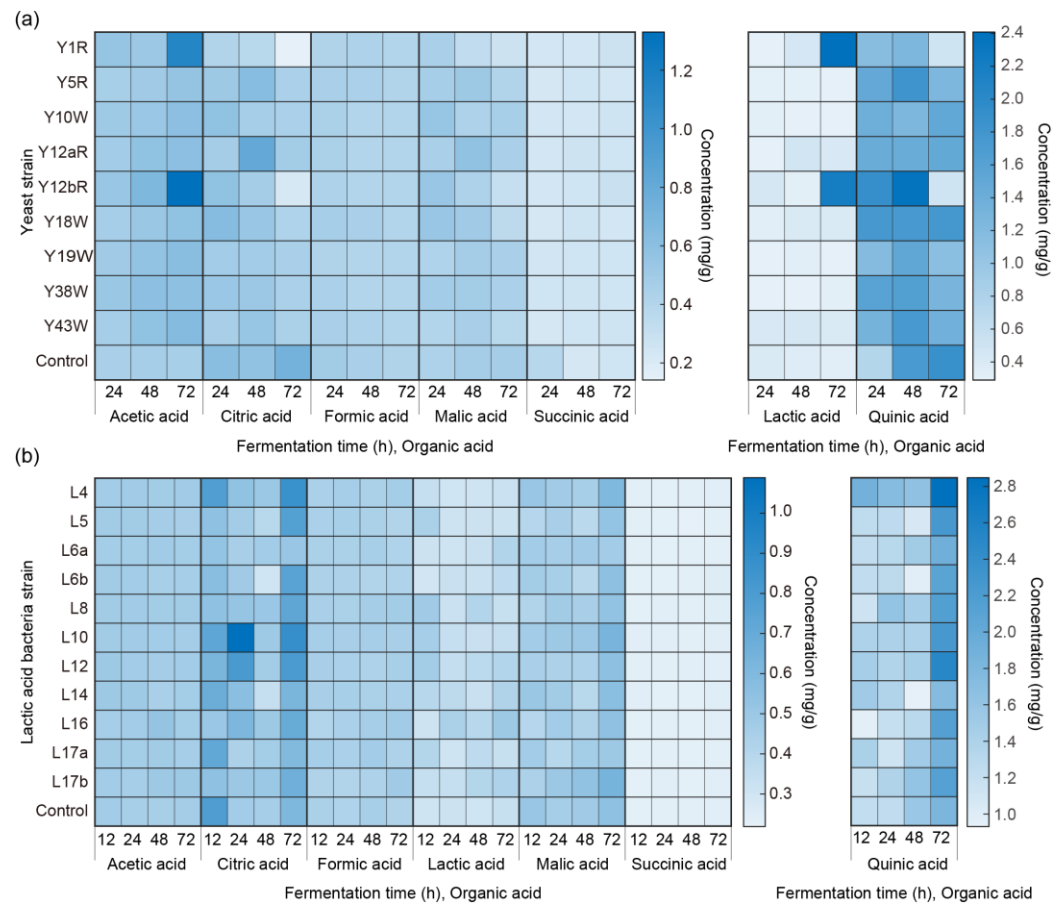 (a)
Y1R
Y5R
Y10W
Y12aR
Y12bR
Y18W
Y19W
Y38W
Y43W
Control
Yeast strain
24 48 72 24 48 72 24 48 72 24 48 72 24 48 72
Acetic acid Citric acid Formic acid Malic acid Succinic acid
Fermentation time (h), Organic acid
1.2
1.0
0.8
0.6
0.4
0.2
Concentration (mg/g)
24 48 72 24 48 72
Lactic acid Quinic acid
Fermentation time (h), Organic acid
2.4
2.2
2.0
1.8
1.6
1.4
1.2
1.0
0.8
0.6
0.4
Concentration (mg/g)
(b)
L4
L5
L6a
L6b
L8
L10
L12
L14
L16
L17a
L17b
Control
Lactic acid bacteria strain
12 24 48 72 12 24 48 72 12 24 48 72 12 24 48 72 12 24 48 72 12 24 48 72
Acetic acid Citric acid Formic acid Lactic acid Malic acid Succinic acid
Fermentation time (h), Organic acid
1.0
0.9
0.8
0.7
0.6
0.5
0.4
0.3
Concentration (mg/g)
12 24 48 72
Quinic acid
Fermentation time (h), Organic acid
2.8
2.6
2.4
2.2
2.0
1.8
1.6
1.4
1.2
1.0
Concentration (mg/g)